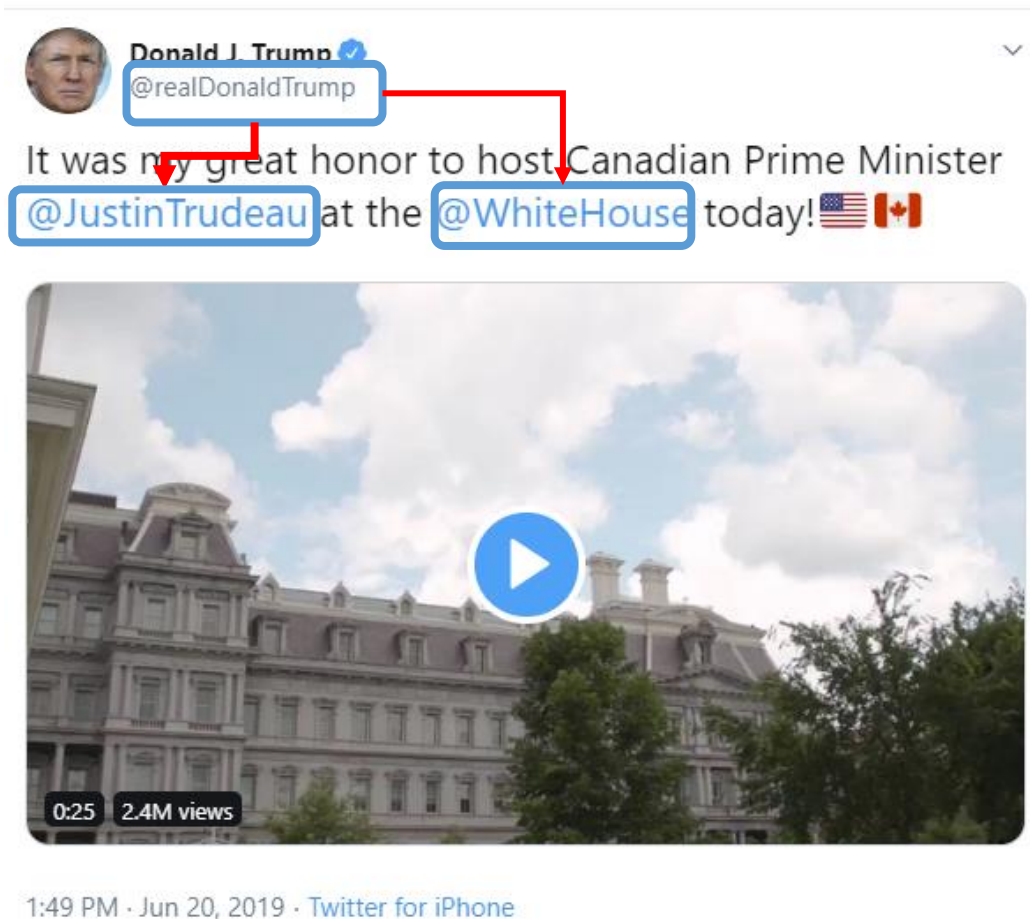 Donald J. Trump
@realDonaldTrump
It was my great honor to host Canadian Prime Minister
@JustinTrudeau at the @WhiteHouse today!🇺🇸🇨🇦
0:25 2.4M views
1:49 PM · Jun 20, 2019 · Twitter for iPhone